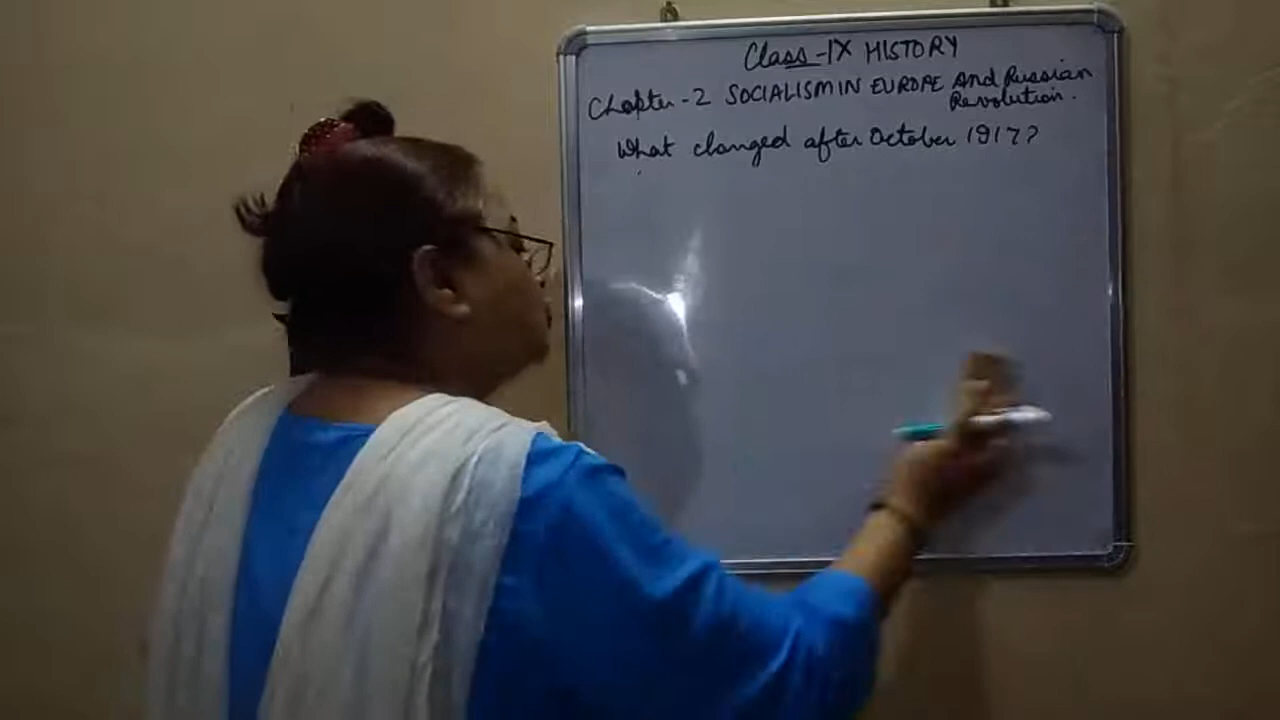 Class-IX HISTORY
Chapter-2 SOCIALISM IN EUROPE And Russian
Revolution.
What changed after October 1917?